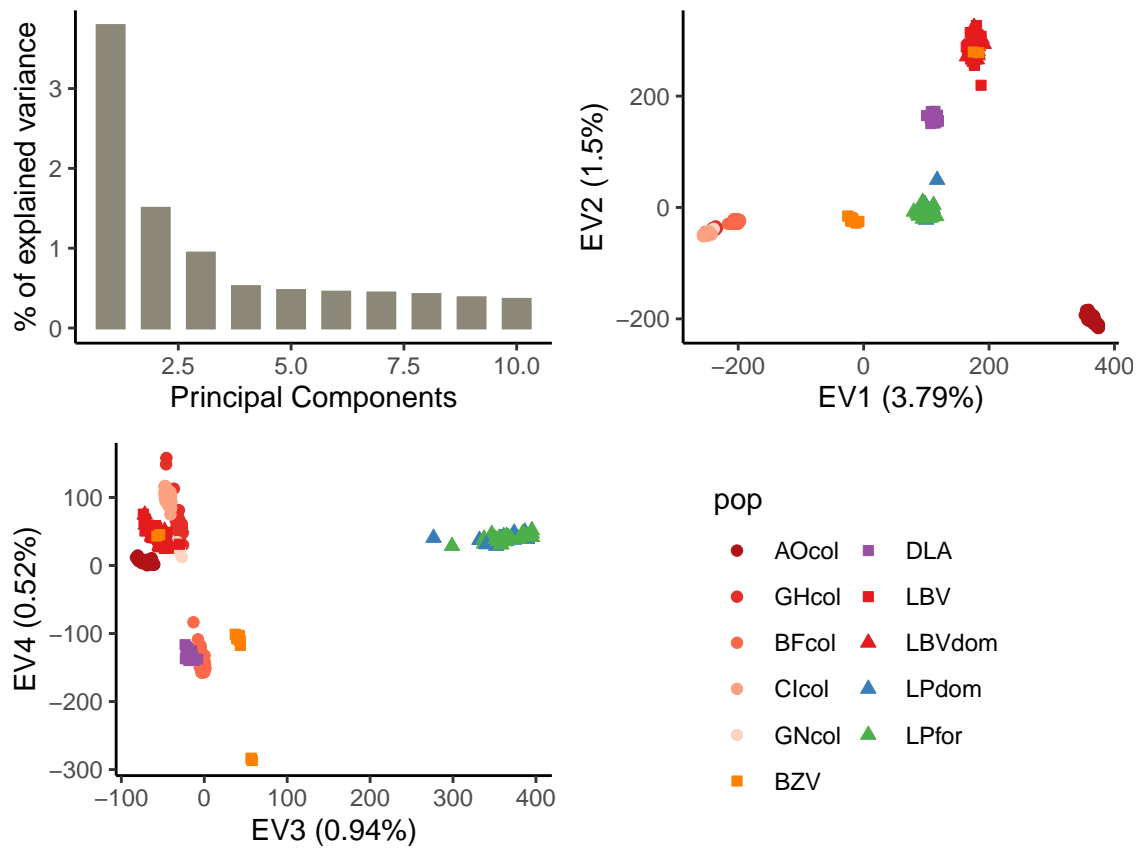 % of explained variance
3
2
1
0
2.5 5.0 7.5 10.0
Principal Components
EV2 (1.5%)
200
0
−200
−200 0 200 400
EV1 (3.79%)
EV4 (0.52%)
100
0
−100
−200
−300
−100 0 100 200 300 400
EV3 (0.94%)
pop
AOcol
GHcol
BFcol
CIcol
GNcol
BZV
DLA
LBV
LBVdom
LPdom
LPfor